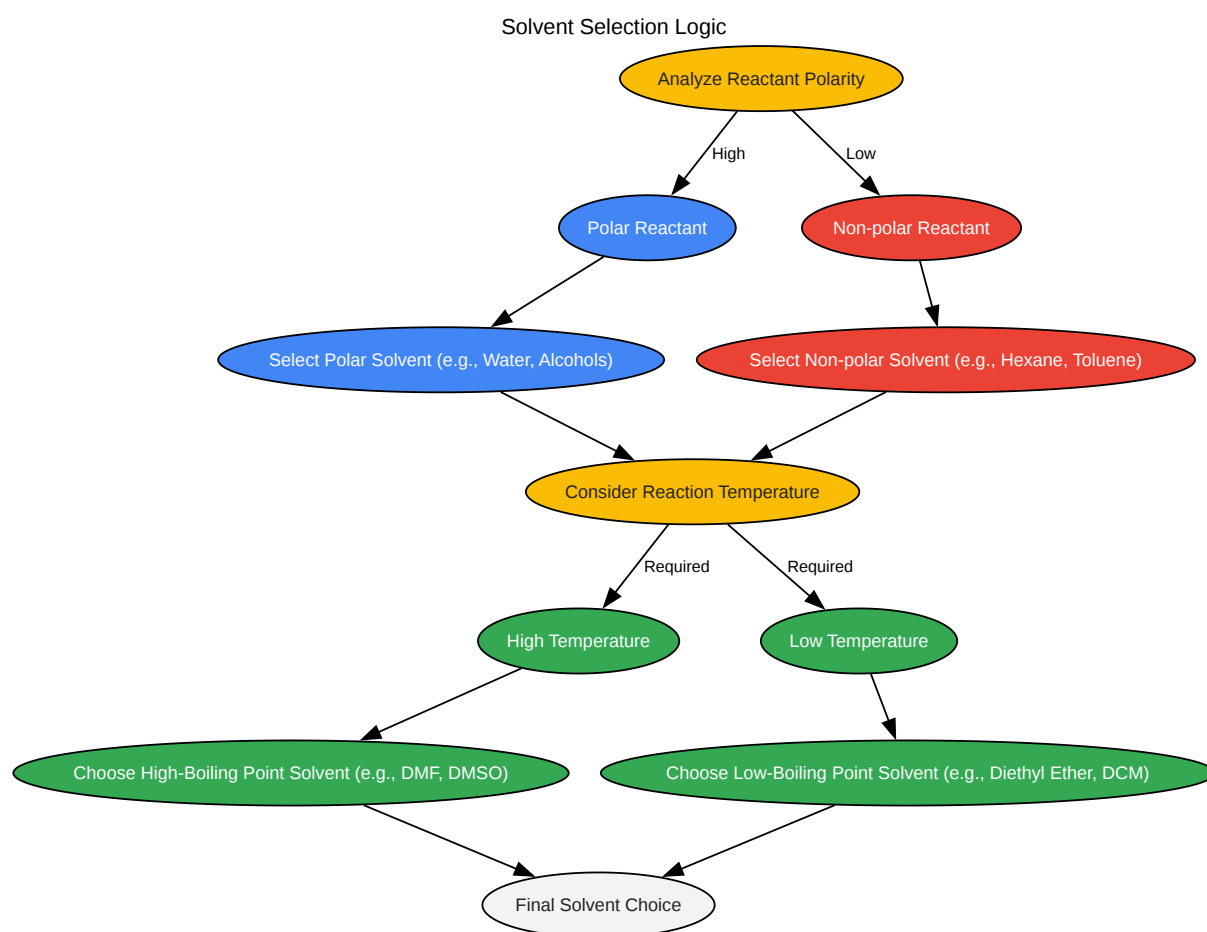 Solvent Selection Logic
Analyze Reactant Polarity
High
Low
Polar Reactant
Non-polar Reactant
Select Polar Solvent (e.g., Water, Alcohols)
Select Non-polar Solvent (e.g., Hexane, Toluene)
Consider Reaction Temperature
Required
Required
High Temperature
Low Temperature
Choose High-Boiling Point Solvent (e.g., DMF, DMSO)
Choose Low-Boiling Point Solvent (e.g., Diethyl Ether, DCM)
Final Solvent Choice